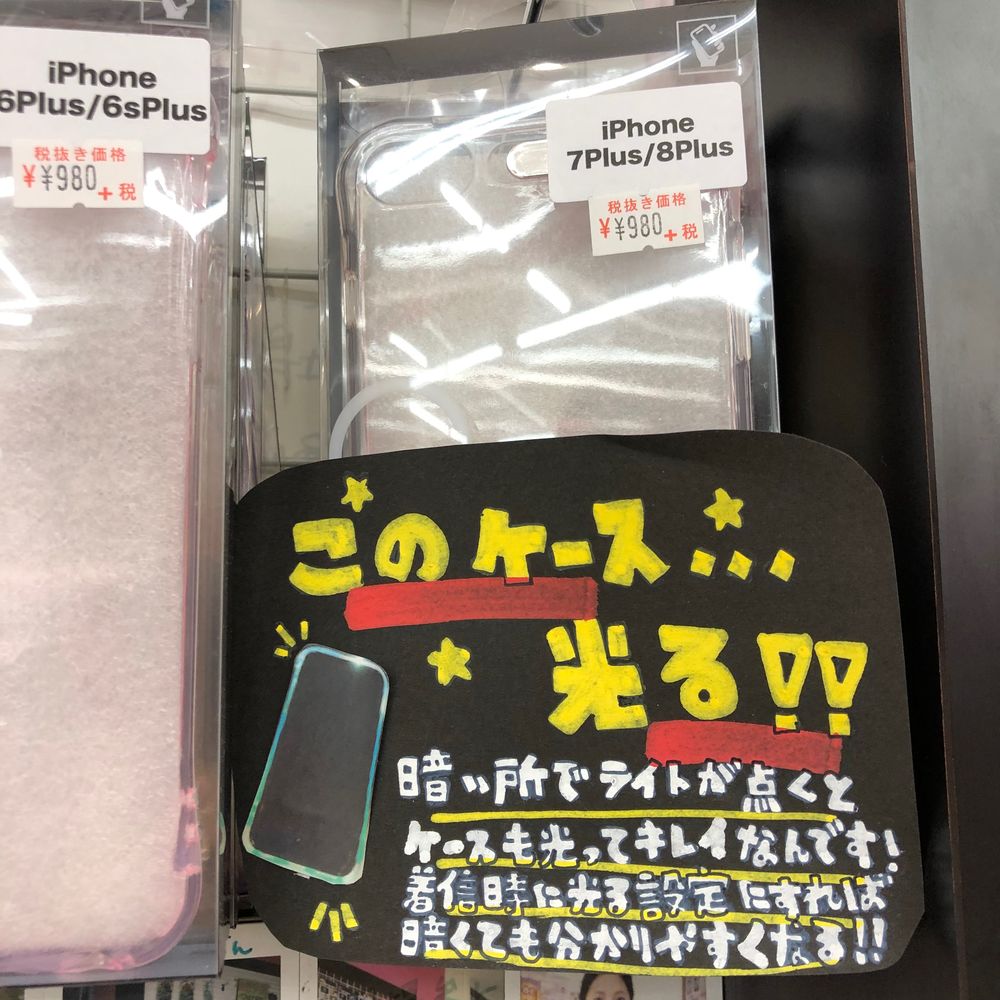 iPhone
6Plus/6sPlus
税抜き価格
¥¥980+税
iPhone
7Plus/8Plus
税抜き価格
¥¥980+税
このケース...
光る!!
暗い所でライトが点くと
ケースも光ってキレイなんです!
着信時に光る設定にすれば
暗くても分かりやすくなる!!